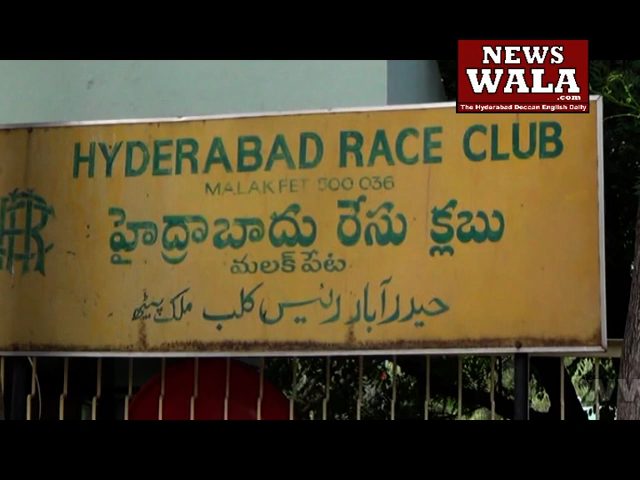 NEWS
WALA
.com
The Hyderabad Deccan English Daily
HYDERABAD RACE CLUB
MALAKPET 500 036
హైద్రాబాదు రేసు క్లబు
మలక్ పేట
حیدرآباد ریس کلب ملک پیٹھ